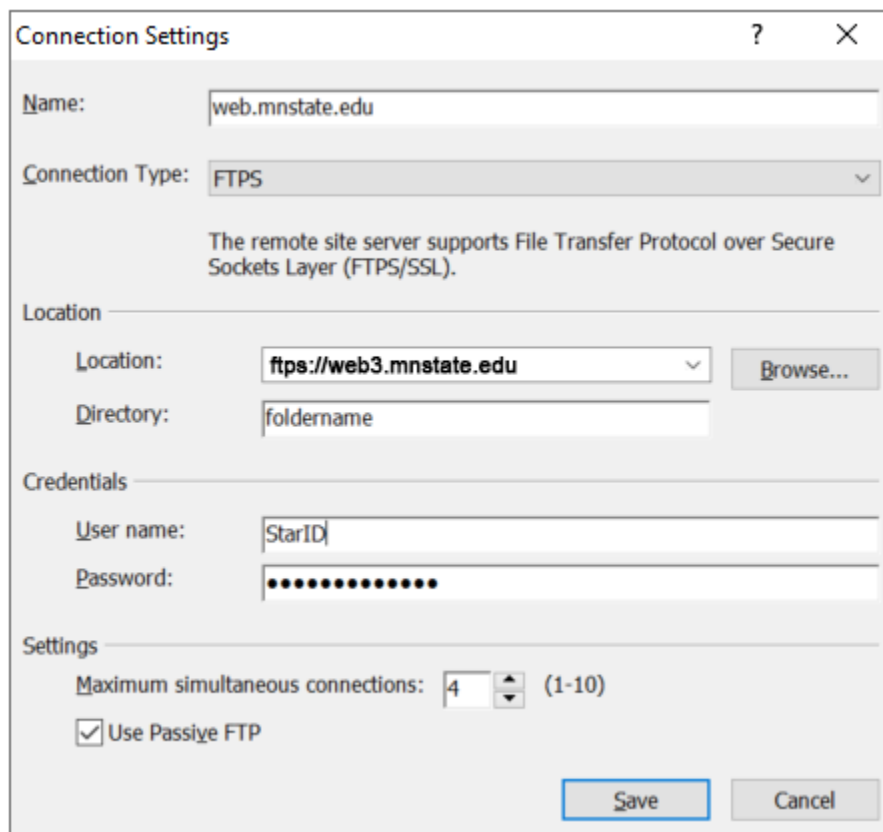 Connection Settings ? ×
Name: web.mnstate.edu
Connection Type: FTPS
The remote site server supports File Transfer Protocol over Secure
Sockets Layer (FTPS/SSL).
Location
Location: ftps://web3.mnstate.edu Browse...
Directory: foldername
Credentials
User name: StarID
Password: •••••••••••••
Settings
Maximum simultaneous connections: 4 (1-10)
Use Passive FTP
Save Cancel